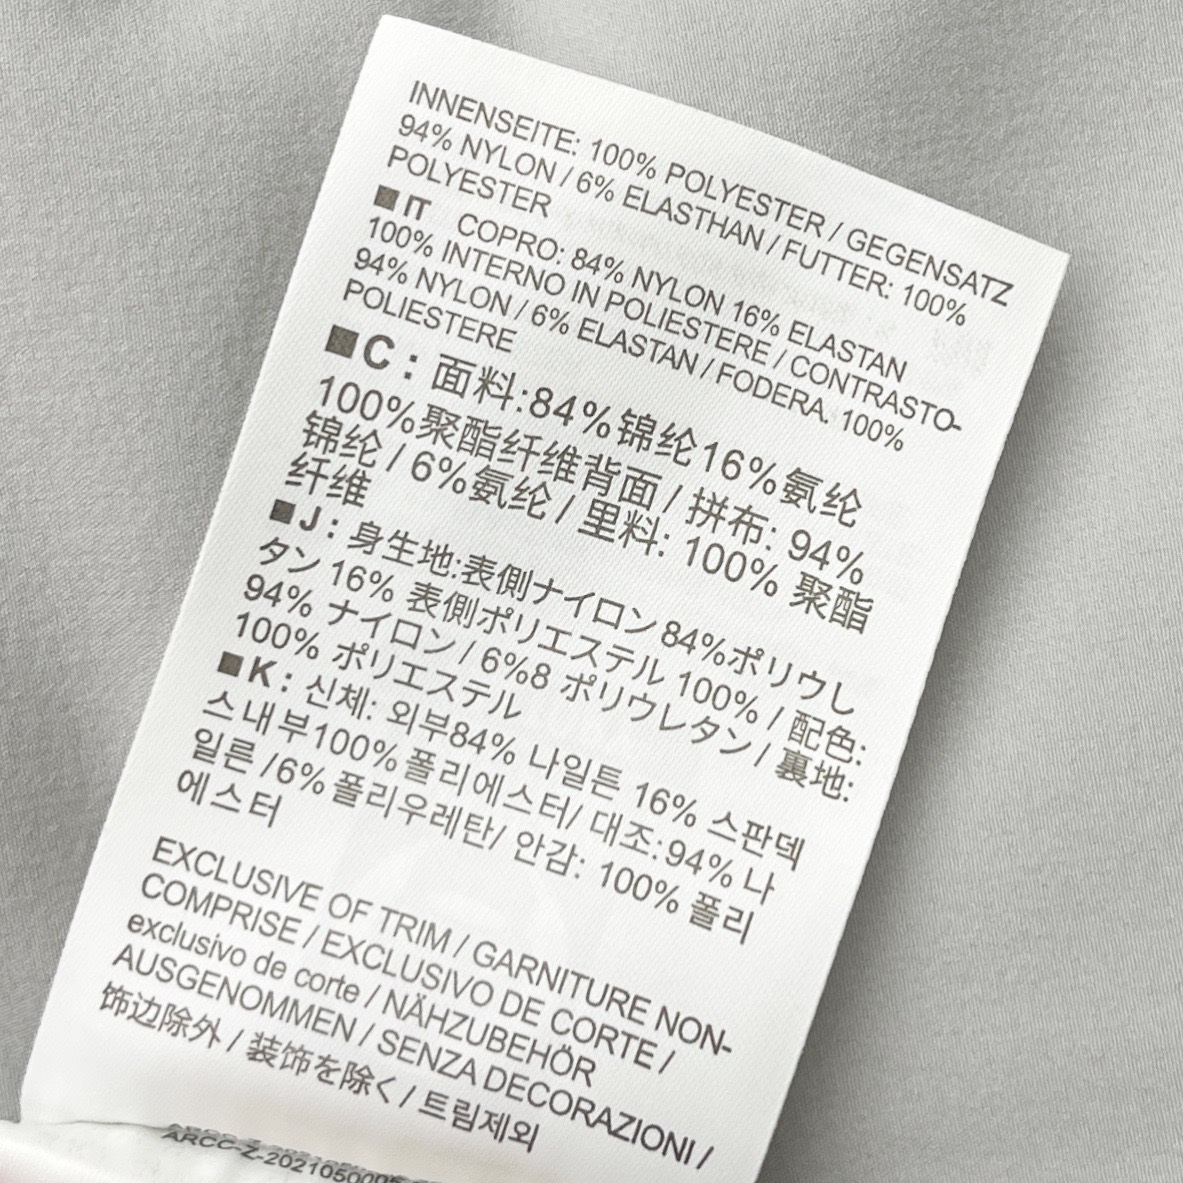 INNENSEITE: 100% POLYESTER / GEGENSATZ
94% NYLON / 6% ELASTHAN / FUTTER: 100%
POLYESTER
■ IT COPRO: 84% NYLON 16% ELASTAN
100% INTERNO IN POLIESTERE / CONTRASTO-
94% NYLON / 6% ELASTAN / FODERA. 100%
POLIESTERE
■C : 面料:84%锦纶16%氨纶
100%聚酯纤维背面 / 拼布: 94%
锦纶 / 6%氨纶 / 里料: 100% 聚酯
纤维
■J : 身生地:表側ナイロン 84%ポリウし
タン 16% 表側ポリエステル 100% / 配色:
94% ナイロン / 6%8 ポリウレタン / 裏地:
100% ポリエステル
■K : 신체: 외부84% 나일튼 16% 스판덱
스내부100%폴리에스터/ 대조:94% 나
일른 /6%폴리우레탄/ 안감: 100% 폴리
에스터
EXCLUSIVE OF TRIM / GARNITURE NON-
COMPRISE / EXCLUSIVO DE CORTE /
exclusivo de corte / NÄHZUBEHÖR
AUSGENOMMEN / SENZA DECORAZIONI /
饰边除外 / 装饰を除く / 트림제외